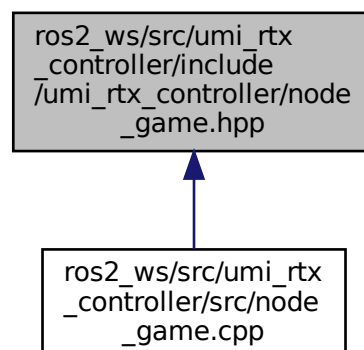 ros2_ws/src/umi_rtx
_controller/include
/umi_rtx_controller/node
_game.hpp
ros2_ws/src/umi_rtx
_controller/src/node
_game.cpp